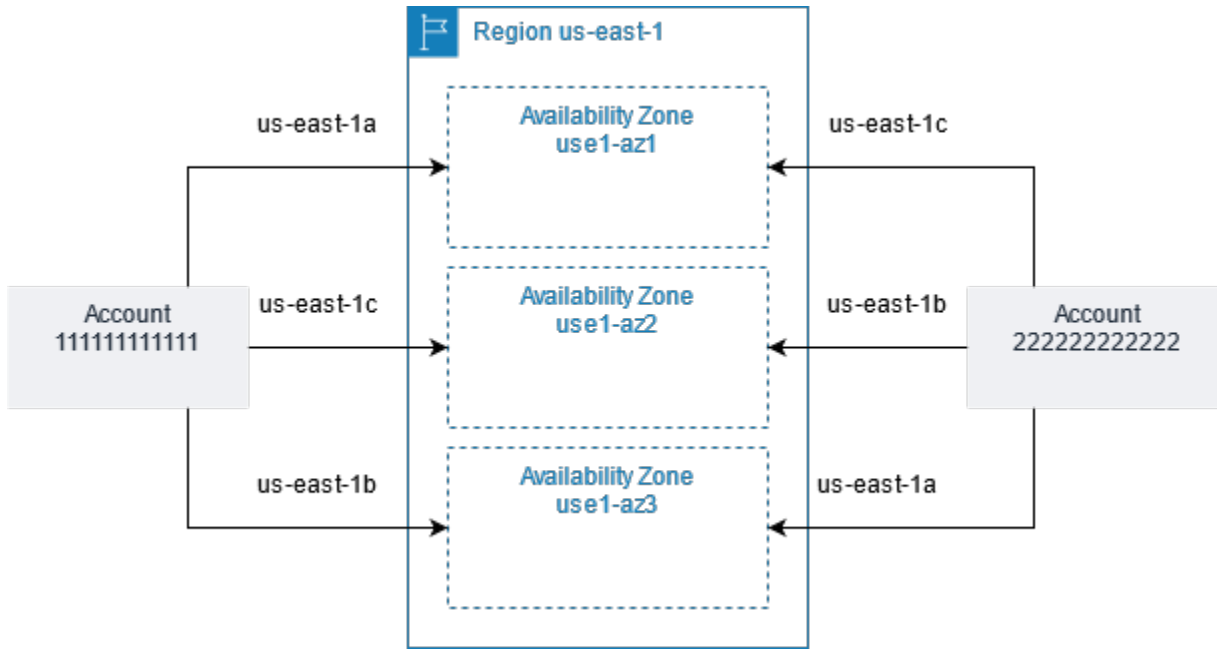 Region us-east-1
us-east-1a
Availability Zone
use1-az1
us-east-1c
Account
111111111111
us-east-1c
Availability Zone
use1-az2
us-east-1b
Account
222222222222
us-east-1b
Availability Zone
use1-az3
us-east-1a